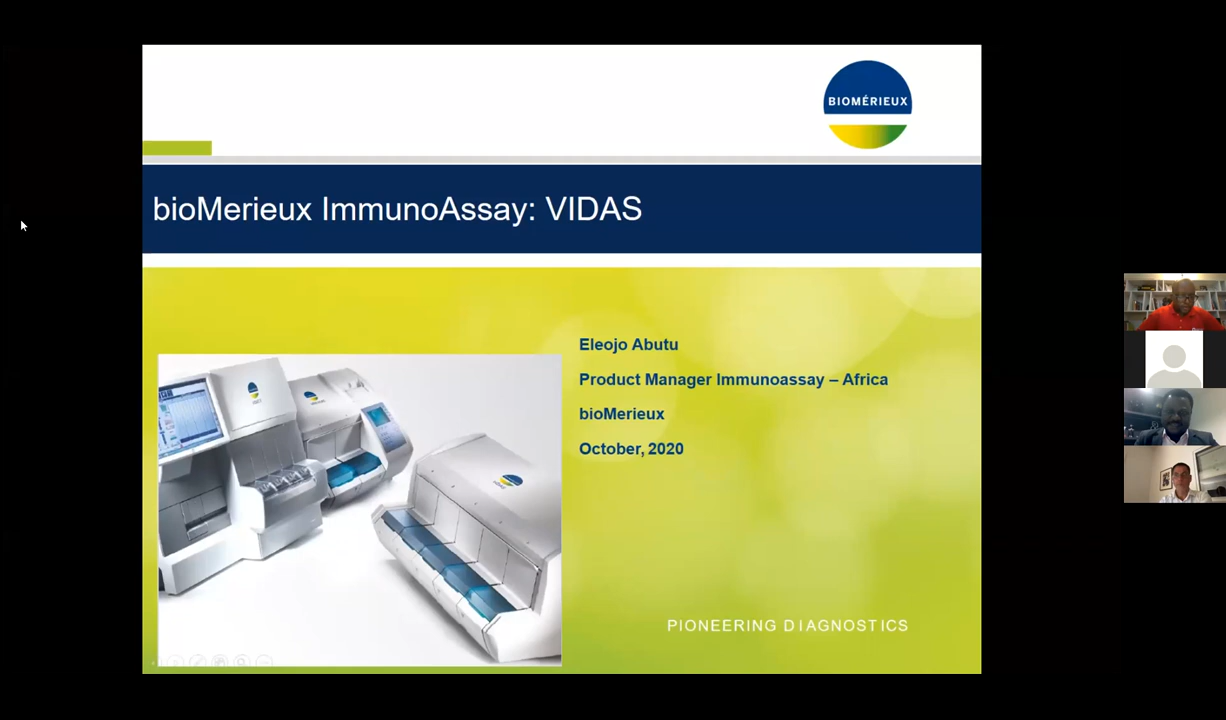 BIOMÉRIEUX
bioMerieux ImmunoAssay: VIDAS
Eleojo Abutu
Product Manager Immunoassay – Africa
bioMerieux
October, 2020
PIONEERING DIAGNOSTICS